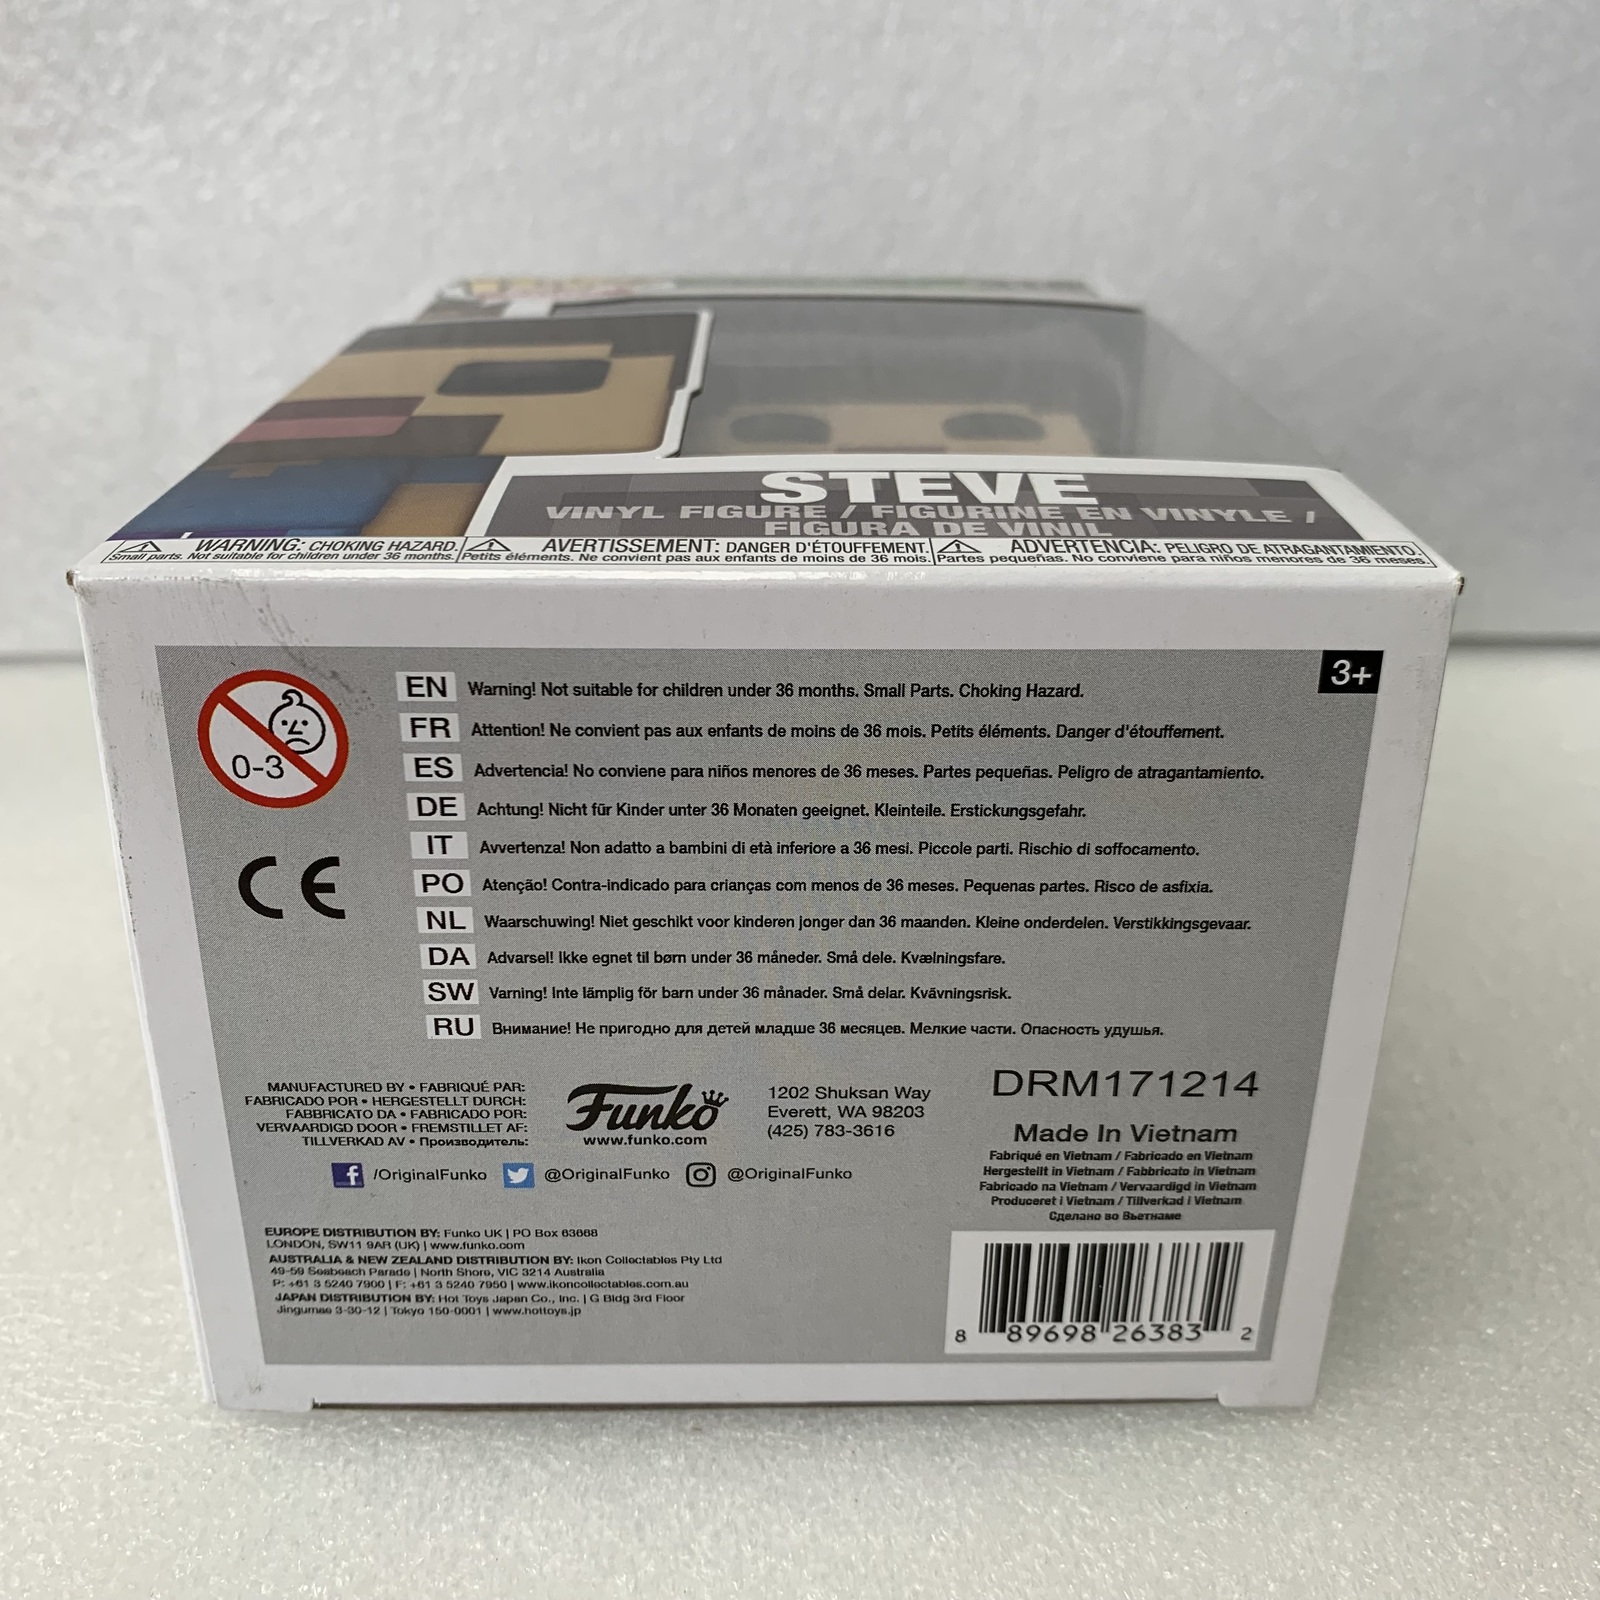 STEVE
VINYL FIGURE / FIGURINE EN VINYLE /
FIGURA DE VINIL
WARNING: CHOKING HAZARD.
Small parts. Not suitable for children under 36 months.
AVERTISSEMENT: DANGER D'ÉTOUFFEMENT.
Petits éléments. Ne convient pas aux enfants de moins de 36 mois.
ADVERTENCIA: PELIGRO DE ATRAGANTAMIENTO.
Partes pequeñas. No conviene para niños menores de 36 meses.
3+
0-3
EN Warning! Not suitable for children under 36 months. Small Parts. Choking Hazard.
FR Attention! Ne convient pas aux enfants de moins de 36 mois. Petits éléments. Danger d'étouffement.
ES Advertencia! No conviene para niños menores de 36 meses. Partes pequeñas. Peligro de atragantamiento.
DE Achtung! Nicht für Kinder unter 36 Monaten geeignet. Kleinteile. Erstickungsgefahr.
IT Avvertenza! Non adatto a bambini di età inferiore a 36 mesi. Piccole parti. Rischio di soffocamento.
PO Atenção! Contra-indicado para crianças com menos de 36 meses. Pequenas partes. Risco de asfixia.
NL Waarschuwing! Niet geschikt voor kinderen jonger dan 36 maanden. Kleine onderdelen. Verstikkingsgevaar.
DA Advarsel! Ikke egnet til børn under 36 måneder. Små dele. Kvælningsfare.
SW Varning! Inte lämplig för barn under 36 månader. Små delar. Kvävningsrisk.
RU Внимание! Не пригодно для детей младше 36 месяцев. Мелкие части. Опасность удушья.
CE
MANUFACTURED BY • FABRIQUÉ PAR:
FABRICADO POR • HERGESTELLT DURCH:
FABBRICATO DA • FABRICADO POR:
VERVAARDIGD DOOR • FREMSTILLET AF:
TILLVERKAD AV • Производитель:
Funko
www.funko.com
1202 Shuksan Way
Everett, WA 98203
(425) 783-3616
/OriginalFunko @OriginalFunko @OriginalFunko
DRM171214
Made In Vietnam
Fabriqué en Vietnam / Fabricado en Vietnam
Hergestellt in Vietnam / Fabbricato in Vietnam
Fabricado na Vietnam / Vervaardigd in Vietnam
Produceret i Vietnam / Tillverkad i Vietnam
Сделано во Вьетнаме
EUROPE DISTRIBUTION BY: Funko UK | PO Box 63668
LONDON, SW11 9AR (UK) | www.funko.com
AUSTRALIA & NEW ZEALAND DISTRIBUTION BY: Ikon Collectables Pty Ltd
49-59 Seabeach Parade | North Shore, VIC 3214 Australia
P: +61 3 5240 7900 | F: +61 3 5240 7950 | www.ikoncollectables.com.au
JAPAN DISTRIBUTION BY: Hot Toys Japan Co., Inc. | G Bldg 3rd Floor
Jingumae 3-30-12 | Tokyo 150-0001 | www.hottoys.jp
8 89698 26383 2